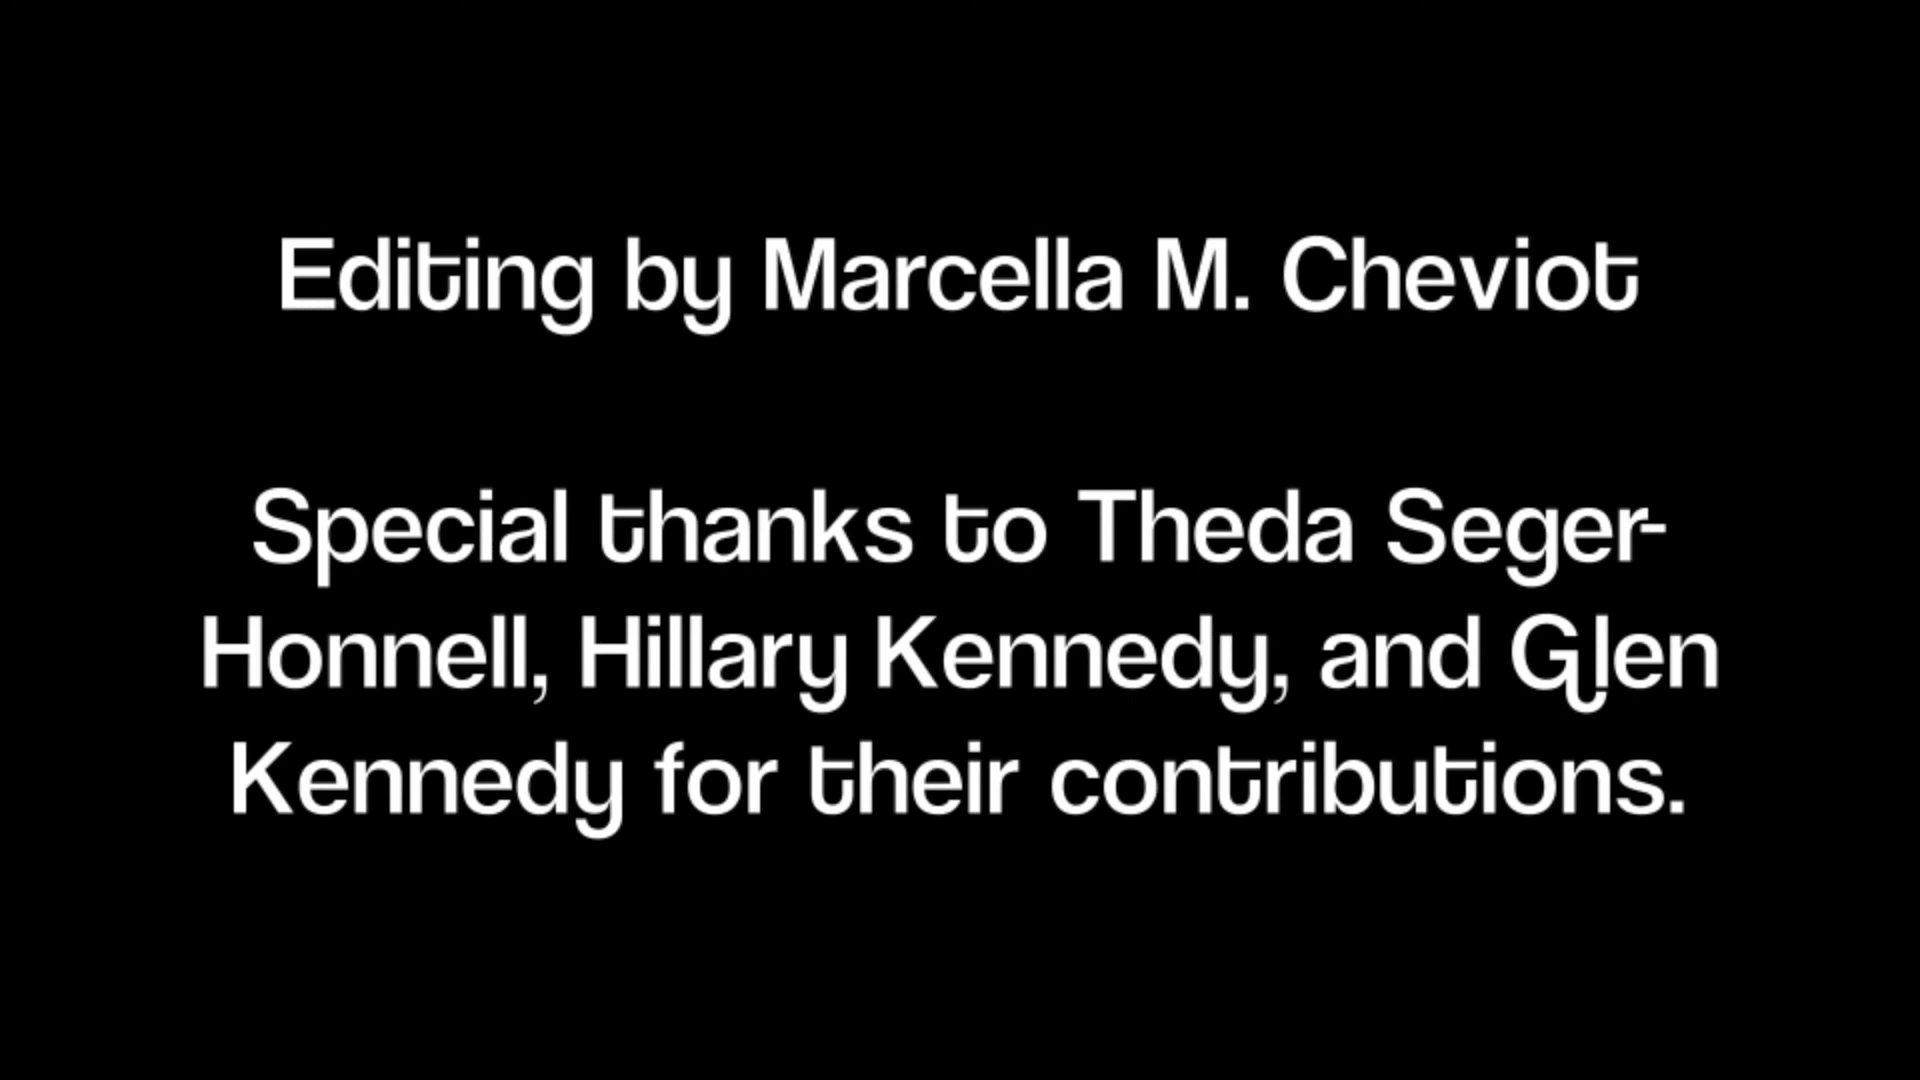 Editing by Marcella M. Cheviot
Special thanks to Theda Seger-
Honnell, Hillary Kennedy, and Glen
Kennedy for their contributions.